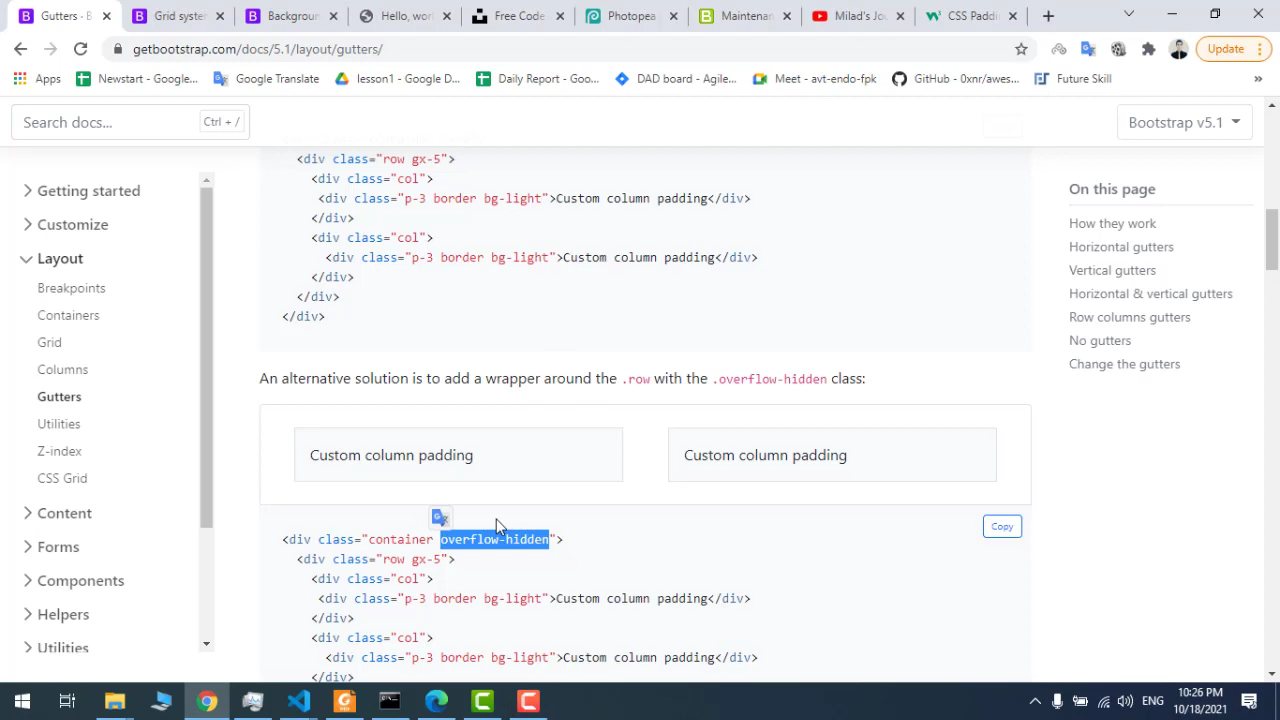 Gutters - B
Grid syste
Backgroun
Hello, wor
Free Code
Photopea
Maintenan
Milad's Jo
CSS Paddi
getbootstrap.com/docs/5.1/layout/gutters/
Update
Apps
Newstart - Google...
Google Translate
lesson1 - Google D...
Daily Report - Goo...
DAD board - Agile...
Meet - avt-endo-fpk
GitHub - 0xnr/awes...
Future Skill
»
Search docs...
Ctrl + /
Bootstrap v5.1
Getting started
Customize
Layout
Breakpoints
Containers
Grid
Columns
Gutters
Utilities
Z-index
CSS Grid
Content
Forms
Components
Helpers
Utilities
<div class="row gx-5">
<div class="col">
<div class="p-3 border bg-light">Custom column padding</div>
</div>
<div class="col">
<div class="p-3 border bg-light">Custom column padding</div>
</div>
</div>
</div>
An alternative solution is to add a wrapper around the .row with the .overflow-hidden class:
Custom column padding
Custom column padding
Copy
<div class="container overflow-hidden">
<div class="row gx-5">
<div class="col">
<div class="p-3 border bg-light">Custom column padding</div>
</div>
<div class="col">
<div class="p-3 border bg-light">Custom column padding</div>
</div>
On this page
How they work
Horizontal gutters
Vertical gutters
Horizontal & vertical gutters
Row columns gutters
No gutters
Change the gutters
ENG
10:26 PM
10/18/2021